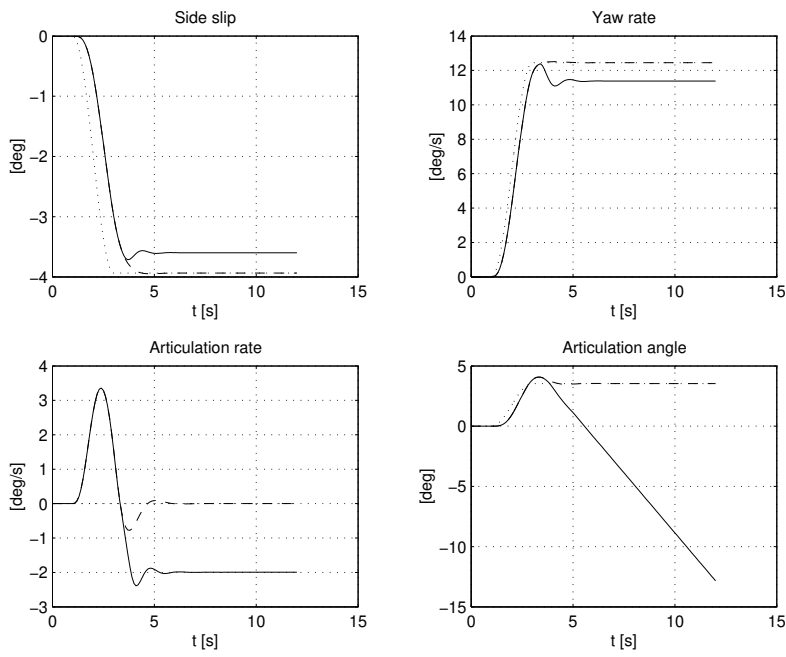 Side slip
0
−1
−2
−3
−4
[deg]
0 5 10 15
t [s]
Yaw rate
14
12
10
8
6
4
2
0
[deg/s]
0 5 10 15
t [s]
Articulation rate
4
3
2
1
0
−1
−2
−3
[deg/s]
0 5 10 15
t [s]
Articulation angle
5
0
−5
−10
−15
[deg]
0 5 10 15
t [s]